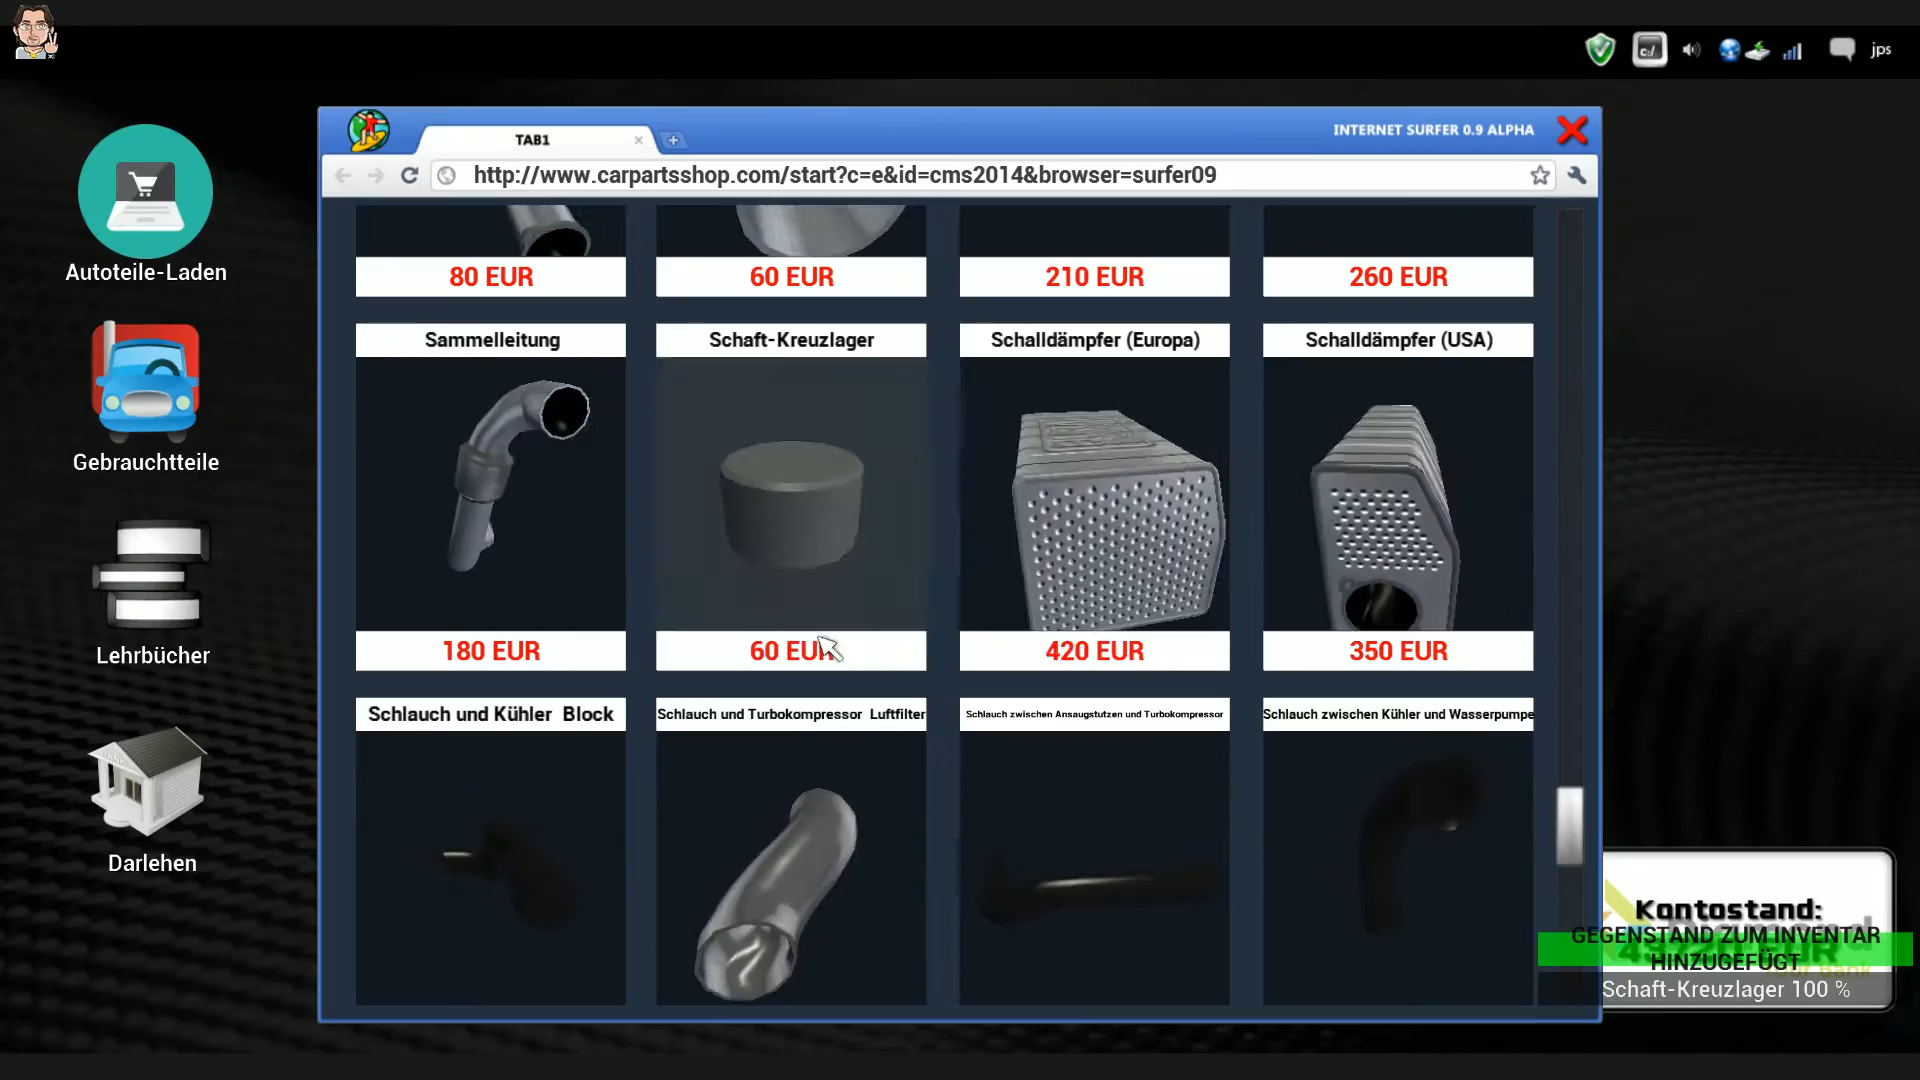 jps
TAB1
INTERNET SURFER 0.9 ALPHA
http://www.carpartsshop.com/start?c=e&id=cms2014&browser=surfer09
Autoteile-Laden
Gebrauchtteile
Lehrbücher
Darlehen
80 EUR
60 EUR
210 EUR
260 EUR
Sammelleitung
Schaft-Kreuzlager
Schalldämpfer (Europa)
Schalldämpfer (USA)
180 EUR
60 EUR
420 EUR
350 EUR
Schlauch und Kühler Block
Schlauch und Turbokompressor Luftfilter
Schlauch zwischen Ansaugstutzen und Turbokompressor
Schlauch zwischen Kühler und Wasserpumpe
Kontostand:
GEGENSTAND ZUM INVENTAR
HINZUGEFÜGT
Schaft-Kreuzlager 100 %